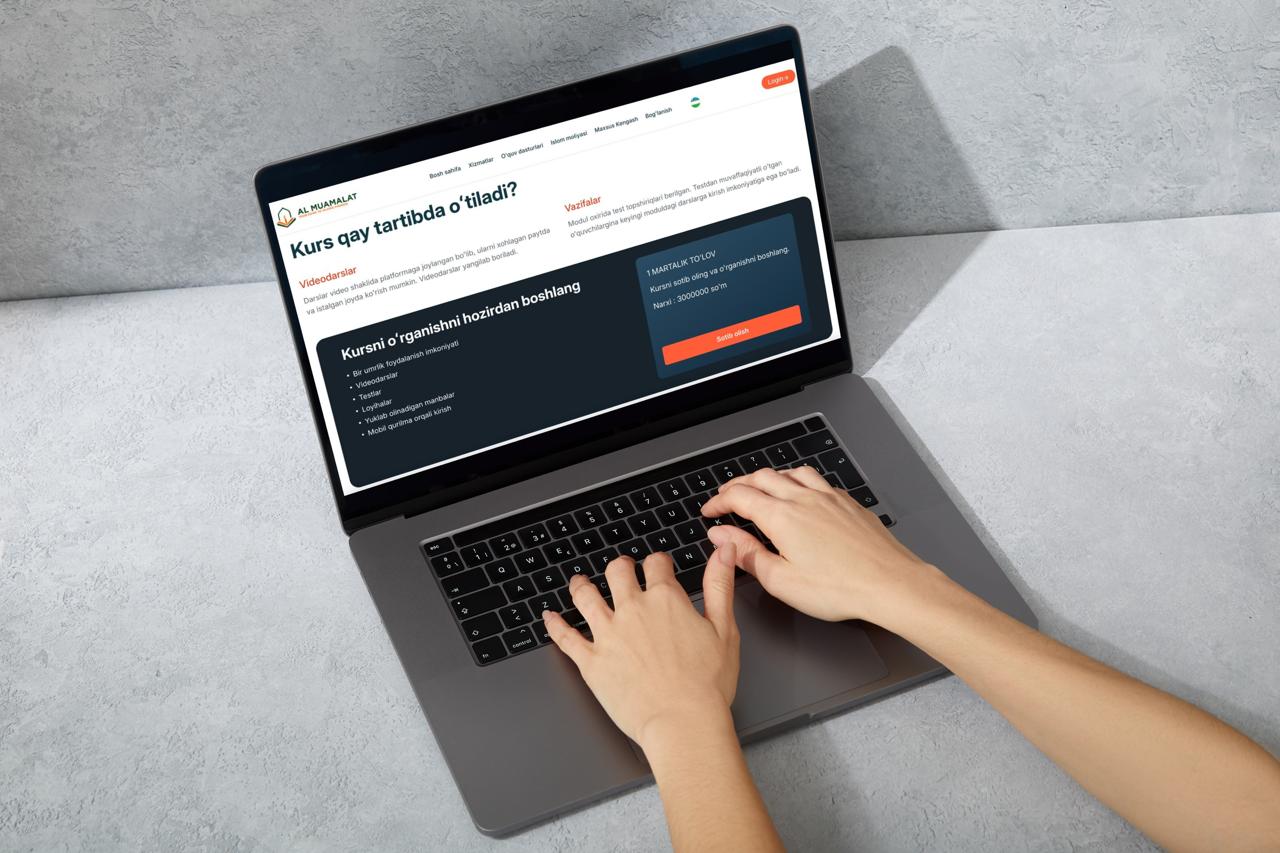 AL MUAMALAT
Bosh sahifa
Xizmatlar
O'quv dasturlari
Islom moliyasi
Maxsus Kengash
Bog'lanish
Login
Kurs qay tartibda o‘tiladi?
Videodarslar
Darslar video shaklida platformaga joylangan bo'lib, ularni xohlagan paytda
va istalgan joyda ko'rish mumkin. Videodarslar yangilab boriladi.
Vazifalar
Modul oxirida test topshiriqlari berilgan. Testdan muvaffaqiyatli o'tgan
o'quvchilargina keyingi moduldagi darslarga kirish imkoniyatiga ega bo'ladi.
Kursni o‘rganishni hozirdan boshlang
• Bir umrlik foydalanish imkoniyati
• Videodarslar
• Testlar
• Loyihalar
• Yuklab olinadigan manbalar
• Mobil qurilma orqali kirish
1 MARTALIK TO'LOV
Kursni sotib oling va o'rganishni boshlang.
Narxi : 3000000 so'm
Sotib olish
esc
Q W E R T Y U
A S D F G H J K
Z N
fn control